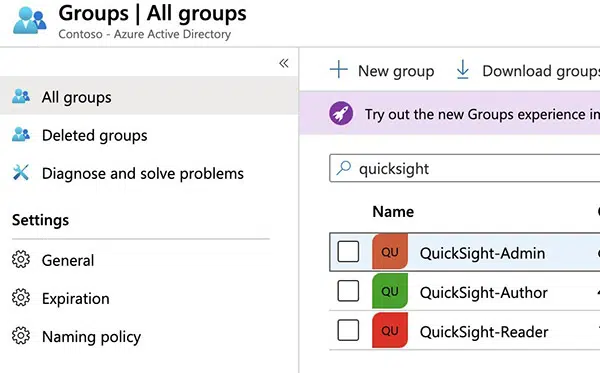 Groups | All groups
Contoso - Azure Active Directory
«
All groups
Deleted groups
Diagnose and solve problems
Settings
General
Expiration
Naming policy
New group
Download groups
Try out the new Groups experience in
quicksight
Name
QU QuickSight-Admin
QU QuickSight-Author
QU QuickSight-Reader